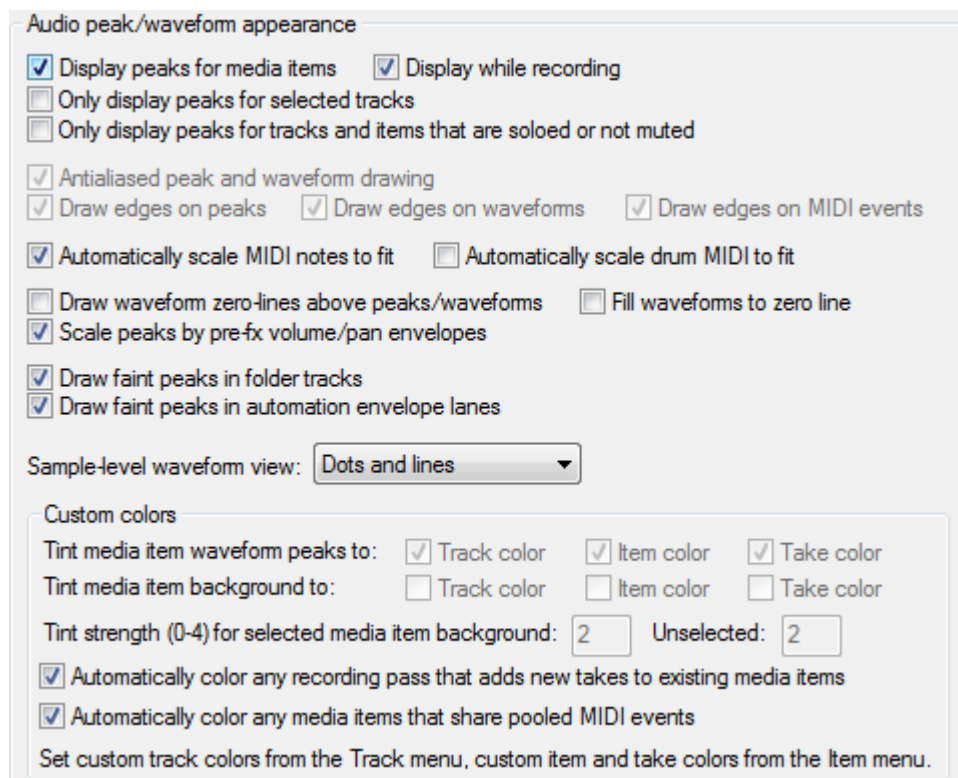 Audio peak/waveform appearance
Display peaks for media items Display while recording
Only display peaks for selected tracks
Only display peaks for tracks and items that are soloed or not muted
Antialiased peak and waveform drawing
Draw edges on peaks Draw edges on waveforms Draw edges on MIDI events
Automatically scale MIDI notes to fit Automatically scale drum MIDI to fit
Draw waveform zero-lines above peaks/waveforms Fill waveforms to zero line
Scale peaks by pre-fx volume/pan envelopes
Draw faint peaks in folder tracks
Draw faint peaks in automation envelope lanes
Sample-level waveform view: Dots and lines
Custom colors
Tint media item waveform peaks to: Track color Item color Take color
Tint media item background to: Track color Item color Take color
Tint strength (0-4) for selected media item background: 2 Unselected: 2
Automatically color any recording pass that adds new takes to existing media items
Automatically color any media items that share pooled MIDI events
Set custom track colors from the Track menu, custom item and take colors from the Item menu.